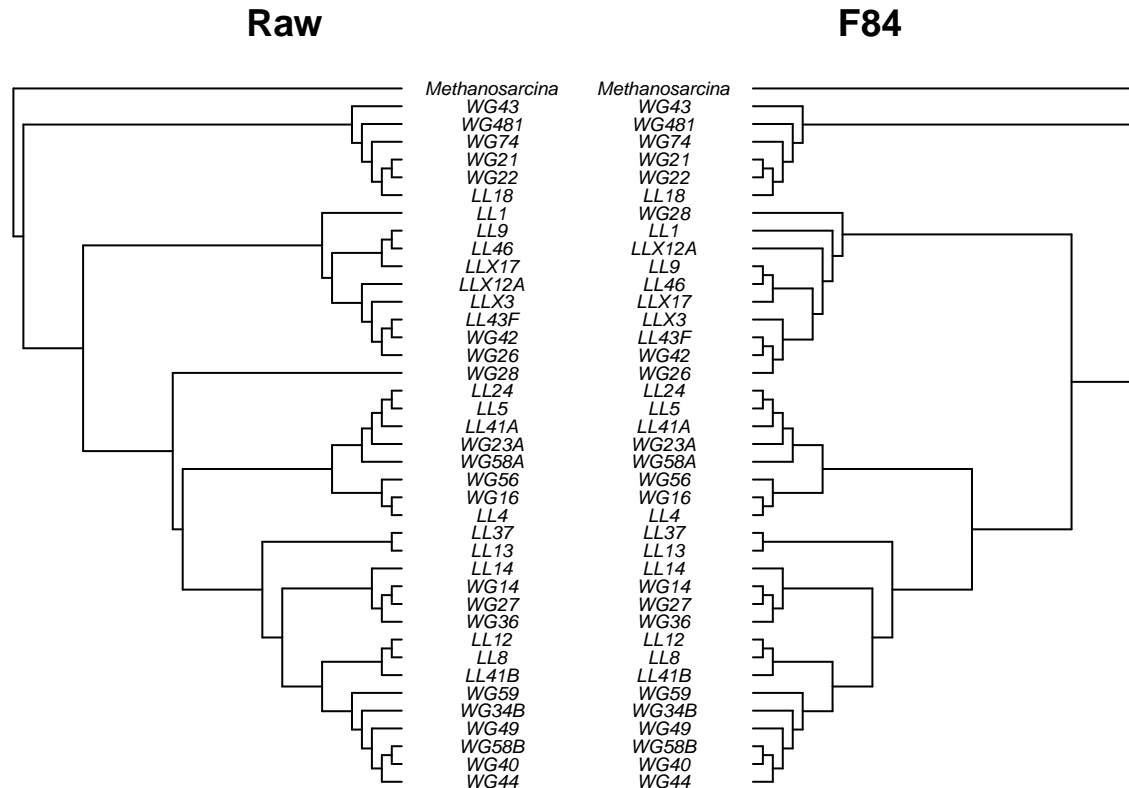 Raw F84
Methanosarcina Methanosarcina
WG43 WG43
WG481 WG481
WG74 WG74
WG21 WG21
WG22 WG22
LL18 LL18
LL1 WG28
LL9 LL1
LL46 LLX12A
LLX17 LL9
LLX12A LL46
LLX3 LLX17
LL43F LLX3
WG42 LL43F
WG26 WG42
WG28 WG26
LL24 LL24
LL5 LL5
LL41A LL41A
WG23A WG23A
WG58A WG58A
WG56 WG56
WG16 WG16
LL4 LL4
LL37 LL37
LL13 LL13
LL14 LL14
WG14 WG14
WG27 WG27
WG36 WG36
LL12 LL12
LL8 LL8
LL41B LL41B
WG59 WG59
WG34B WG34B
WG49 WG49
WG58B WG58B
WG40 WG40
WG44 WG44